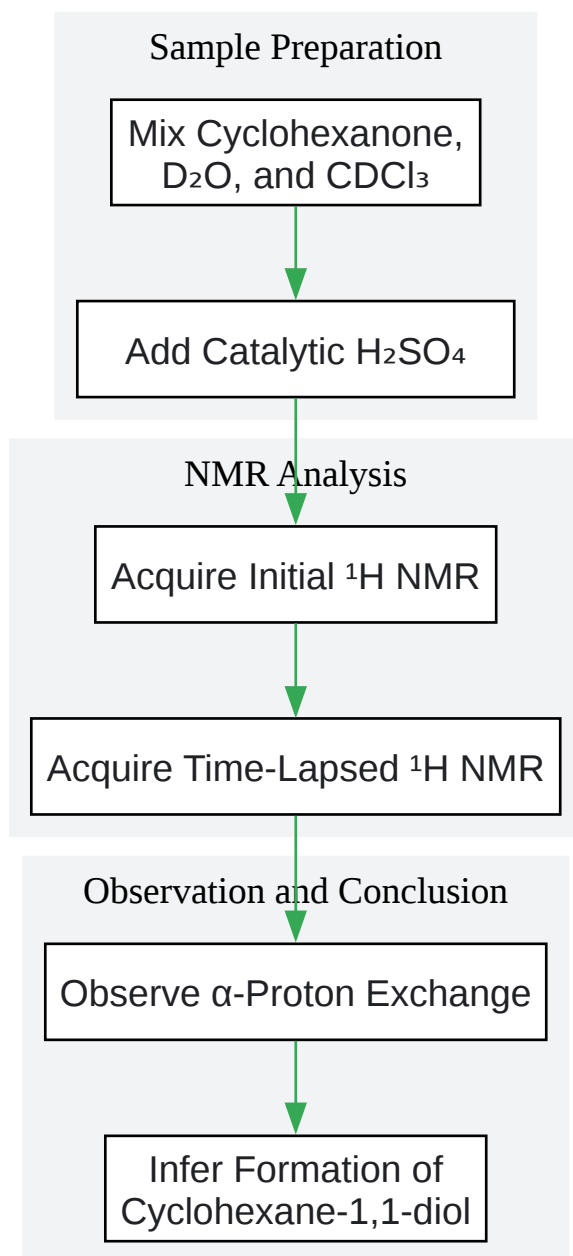 Sample Preparation
Mix Cyclohexanone,
D₂O, and CDCl₃
Add Catalytic H₂SO₄
NMR Analysis
Acquire Initial ¹H NMR
Acquire Time-Lapsed ¹H NMR
Observation and Conclusion
Observe α-Proton Exchange
Infer Formation of
Cyclohexane-1,1-diol